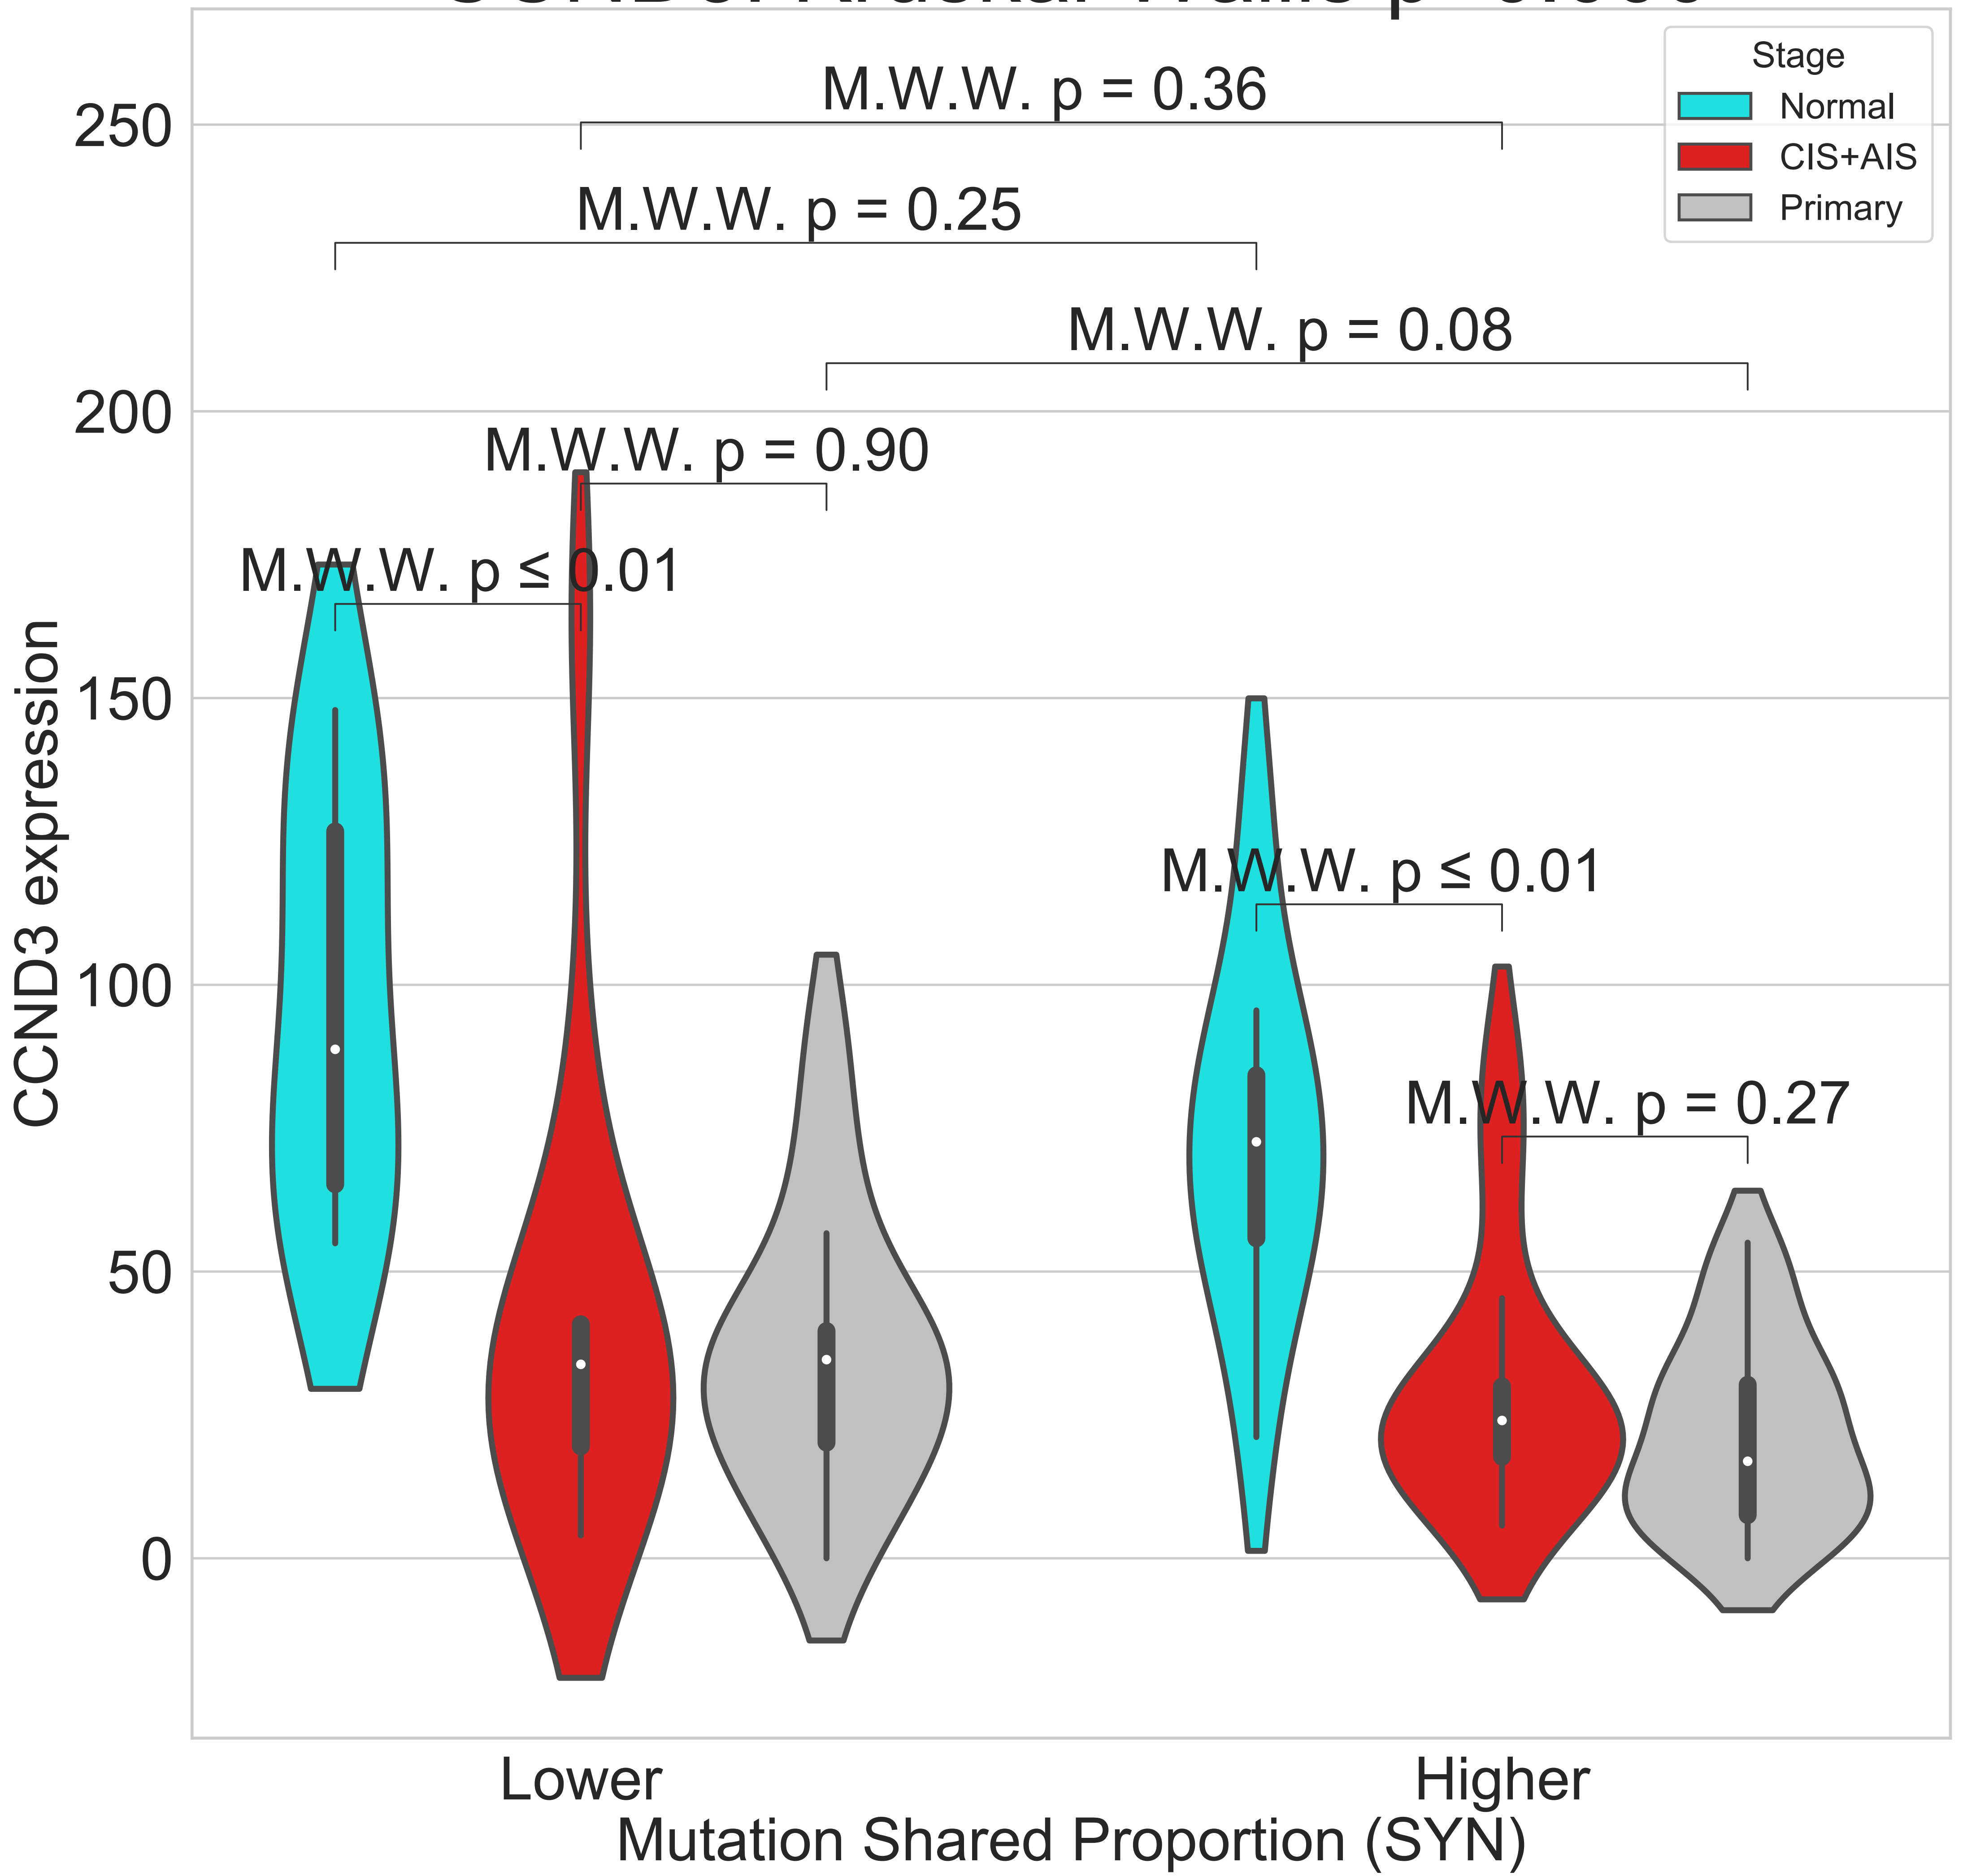 Stage
Normal
CIS+AIS
Primary
M.W.W. p = 0.36
M.W.W. p = 0.25
M.W.W. p = 0.08
M.W.W. p = 0.90
M.W.W. p ≤ 0.01
M.W.W. p ≤ 0.01
M.W.W. p = 0.27
250
200
150
100
50
0
CCND3 expression
Lower
Higher
Mutation Shared Proportion (SYN)